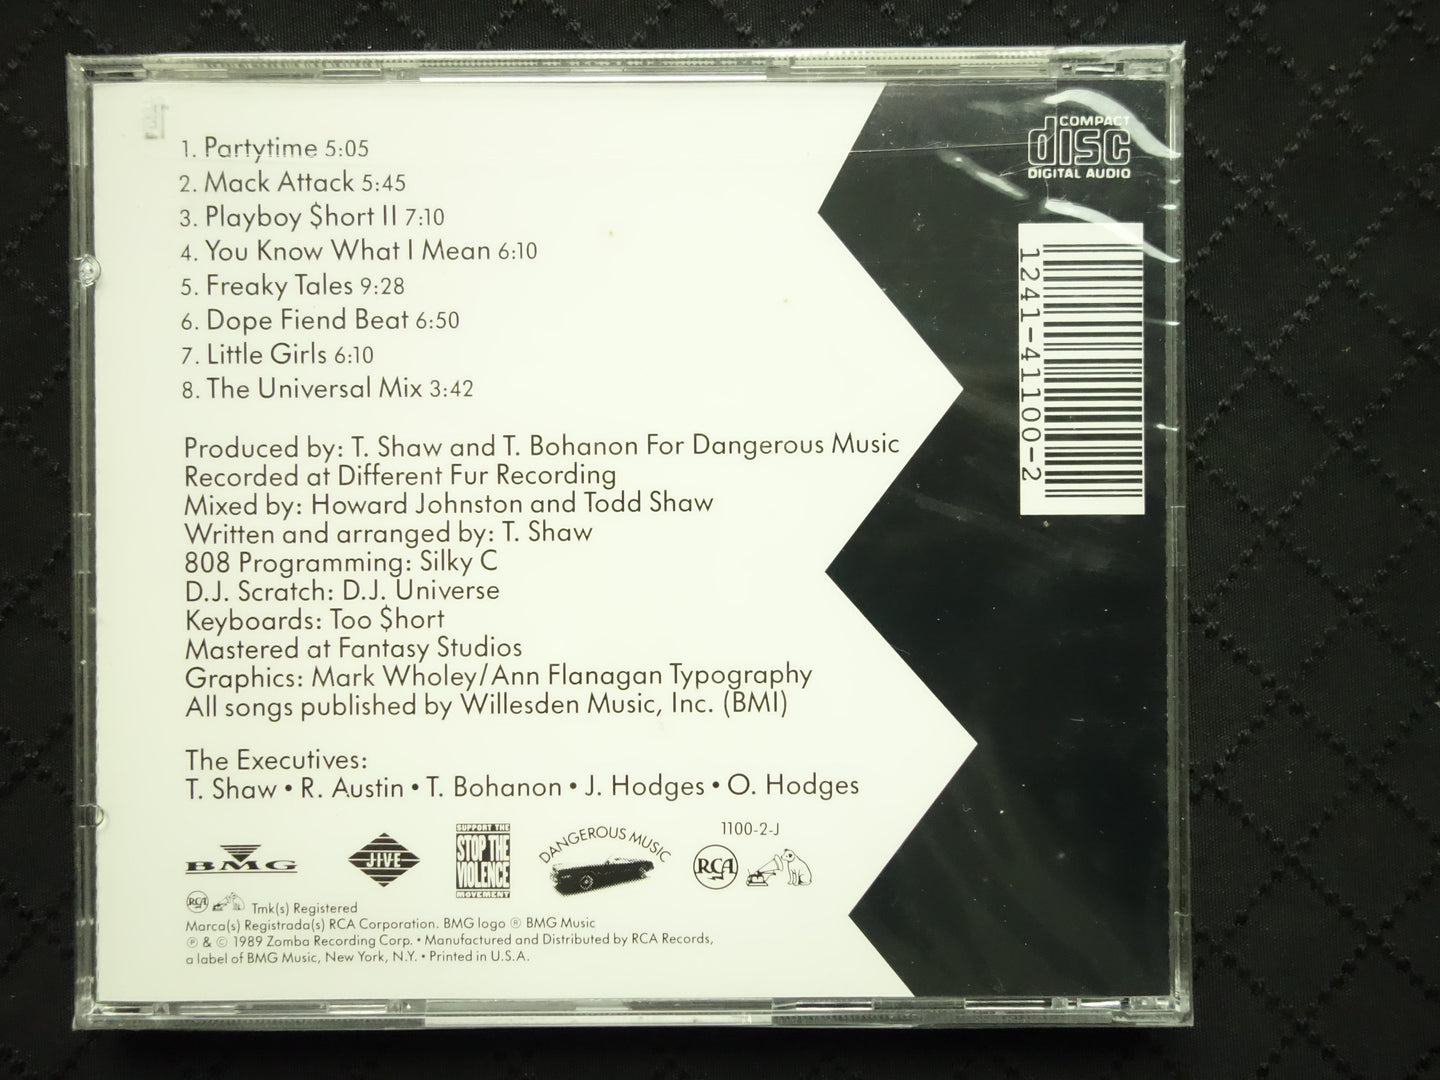 1. Partytime 5:05
2. Mack Attack 5:45
3. Playboy $hort II 7:10
4. You Know What I Mean 6:10
5. Freaky Tales 9:28
6. Dope Fiend Beat 6:50
7. Little Girls 6:10
8. The Universal Mix 3:42
Produced by: T. Shaw and T. Bohanon For Dangerous Music
Recorded at Different Fur Recording
Mixed by: Howard Johnston and Todd Shaw
Written and arranged by: T. Shaw
808 Programming: Silky C
D.J. Scratch: D.J. Universe
Keyboards: Too $hort
Mastered at Fantasy Studios
Graphics: Mark Wholey/Ann Flanagan Typography
All songs published by Willesden Music, Inc. (BMI)
The Executives:
T. Shaw • R. Austin • T. Bohanon • J. Hodges • O. Hodges
BMG
JIVE
SUPPORT THE
STOP THE
VIOLENCE
MOVEMENT
DANGEROUS MUSIC
1100-2-J
RCA
RCA Tmk(s) Registered
Marca(s) Registrada(s) RCA Corporation. BMG logo ® BMG Music
℗ & © 1989 Zomba Recording Corp. • Manufactured and Distributed by RCA Records,
a label of BMG Music, New York, N.Y. • Printed in U.S.A.
COMPACT
disc
DIGITAL AUDIO
1241-41100-2